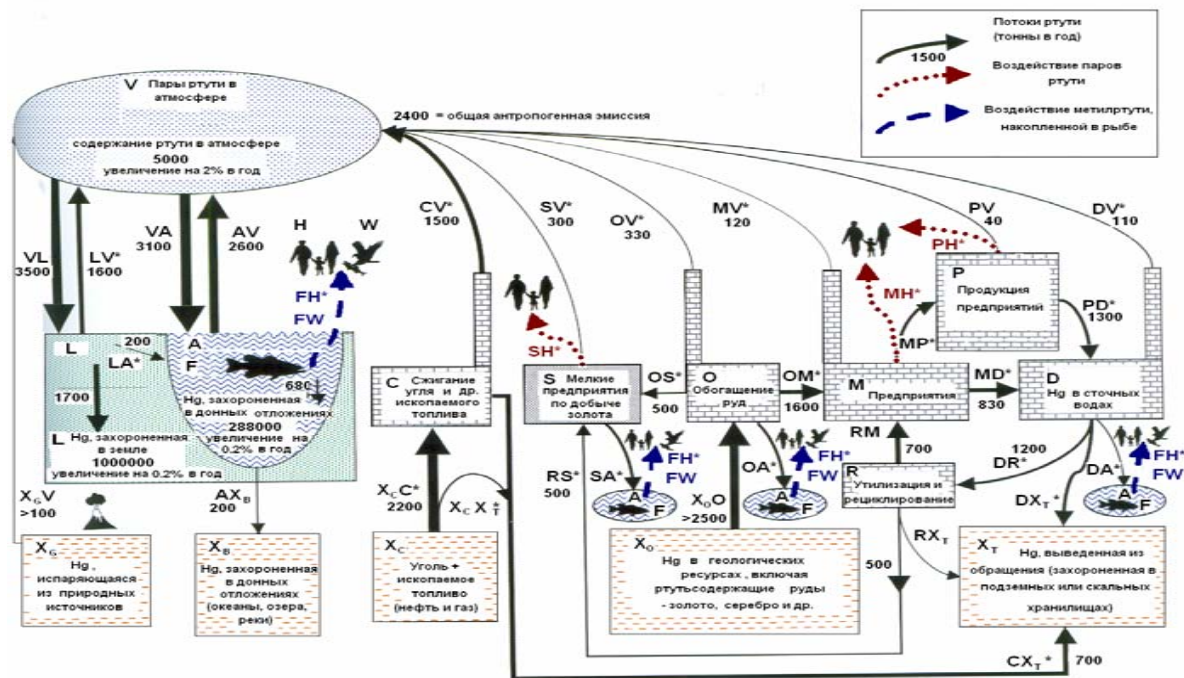 Потоки ртути
(тонны в год)
1500
Воздействие паров
ртути
Воздействие метилртути,
накопленной в рыбе
V Пары ртути в
атмосфере
содержание ртути в атмосфере
5000
увеличение на 2% в год
2400 = общая антропогенная эмиссия
VL
3500
LV*
1600
VA
3100
AV
2600
H W
FH*
FW
CV*
1500
SV*
300
OV*
330
MV*
120
PV
40
DV*
110
SH*
MH*
PH*
P
Продукция
предприятий
MP*
PD*
1300
L
200
LA*
1700
L Hg, захороненная
в земле
1000000
увеличение на 0.2% в год
A
F
680
Hg, захороненная
в донных
отложениях
288000
увеличение на
0.2% в год
C Сжигание
угля и др.
ископаемого
топлива
S Мелкие
предприятия
по добыче
золота
OS*
500
O
Обогащение
руд
OM*
1600
M
Предприятия
MD*
830
D
Hg в сточных
водах
RS*
500
SA*
FH*
FW
A
F
OA*
FH*
FW
A
F
RM
700
R
Утилизация и
рециклирование
1200
DR*
DA*
FH*
FW
A
F
DXT*
RXT
500
XGV
>100
AXB
200
XCC*
2200
XC XT*
XOO
>2500
XG
Hg,
испаряющаяся
из природных
источников
XB
Hg, захороненная
в донных
отложениях
(океаны, озера,
реки)
XC
Уголь +
ископаемое
топливо
(нефть и газ)
XO
Hg в геологических
ресурсах, включая
ртутьсодержащие руды
- золото, серебро и др.
XT
Hg, выведенная из
обращения (захороненная в
подземных или скальных
хранилищах)
CXT* 700